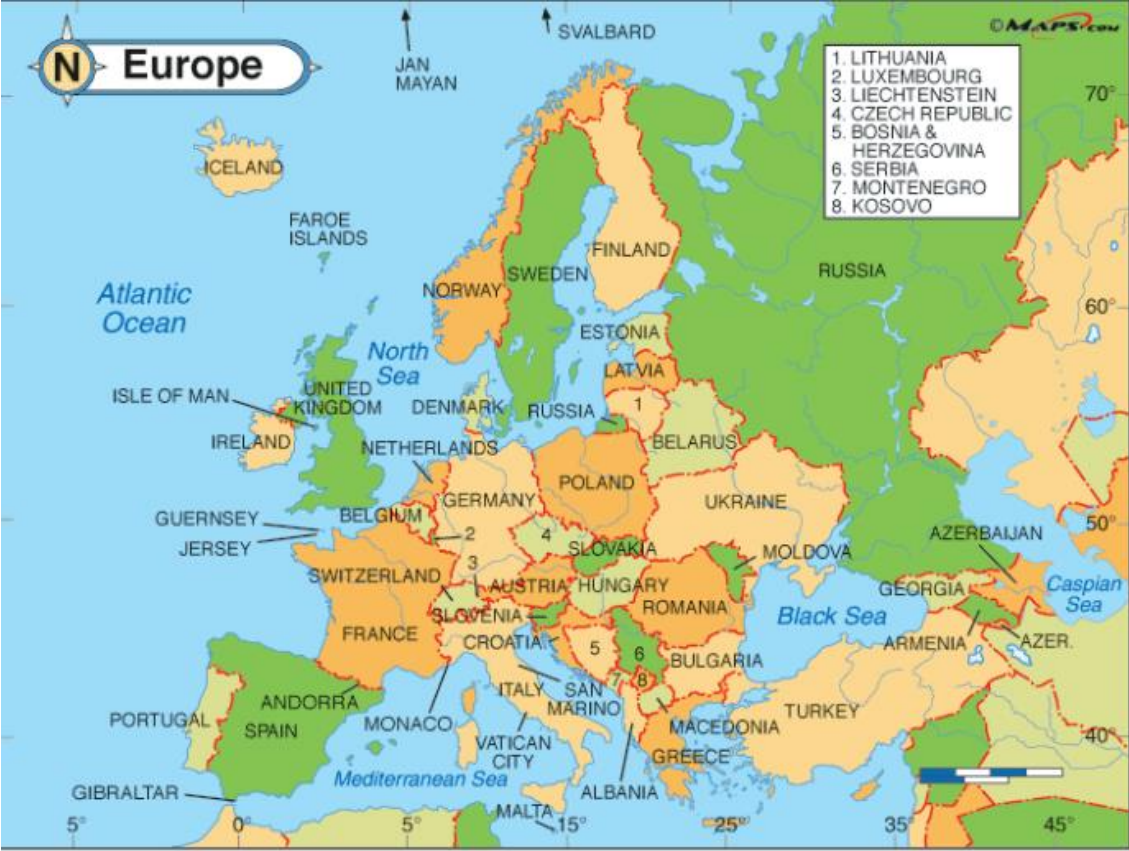 SVALBARD
© MAPS.COM
N Europe
JAN
MAYAN
1. LITHUANIA
2. LUXEMBOURG
3. LIECHTENSTEIN
4. CZECH REPUBLIC
5. BOSNIA &
HERZEGOVINA
6. SERBIA
7. MONTENEGRO
8. KOSOVO
70°
ICELAND
FAROE
ISLANDS
FINLAND
SWEDEN
RUSSIA
NORWAY
Atlantic
Ocean
60°
ESTONIA
North
Sea
LATVIA
ISLE OF MAN
UNITED
KINGDOM
DENMARK
RUSSIA
1
IRELAND
NETHERLANDS
BELARUS
GERMANY
POLAND
UKRAINE
BELGIUM
GUERNSEY
JERSEY
2
4
SLOVAKIA
MOLDOVA
AZERBAIJAN
50°
3
SWITZERLAND
AUSTRIA
HUNGARY
GEORGIA
Caspian
Sea
SLOVENIA
ROMANIA
Black Sea
FRANCE
CROATIA
5
6
BULGARIA
ARMENIA
AZER.
7
8
ANDORRA
ITALY
SAN
MARINO
PORTUGAL
SPAIN
MONACO
VATICAN
CITY
MACEDONIA
TURKEY
40°
GREECE
Mediterranean Sea
GIBRALTAR
ALBANIA
MALTA
5°
0°
5°
15°
25°
35°
45°